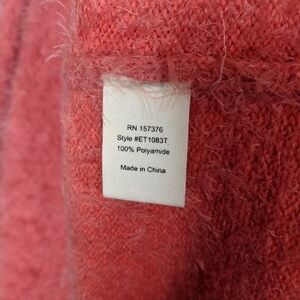 RN 157376
Style #ET1083T
100% Polyamide
Made in China